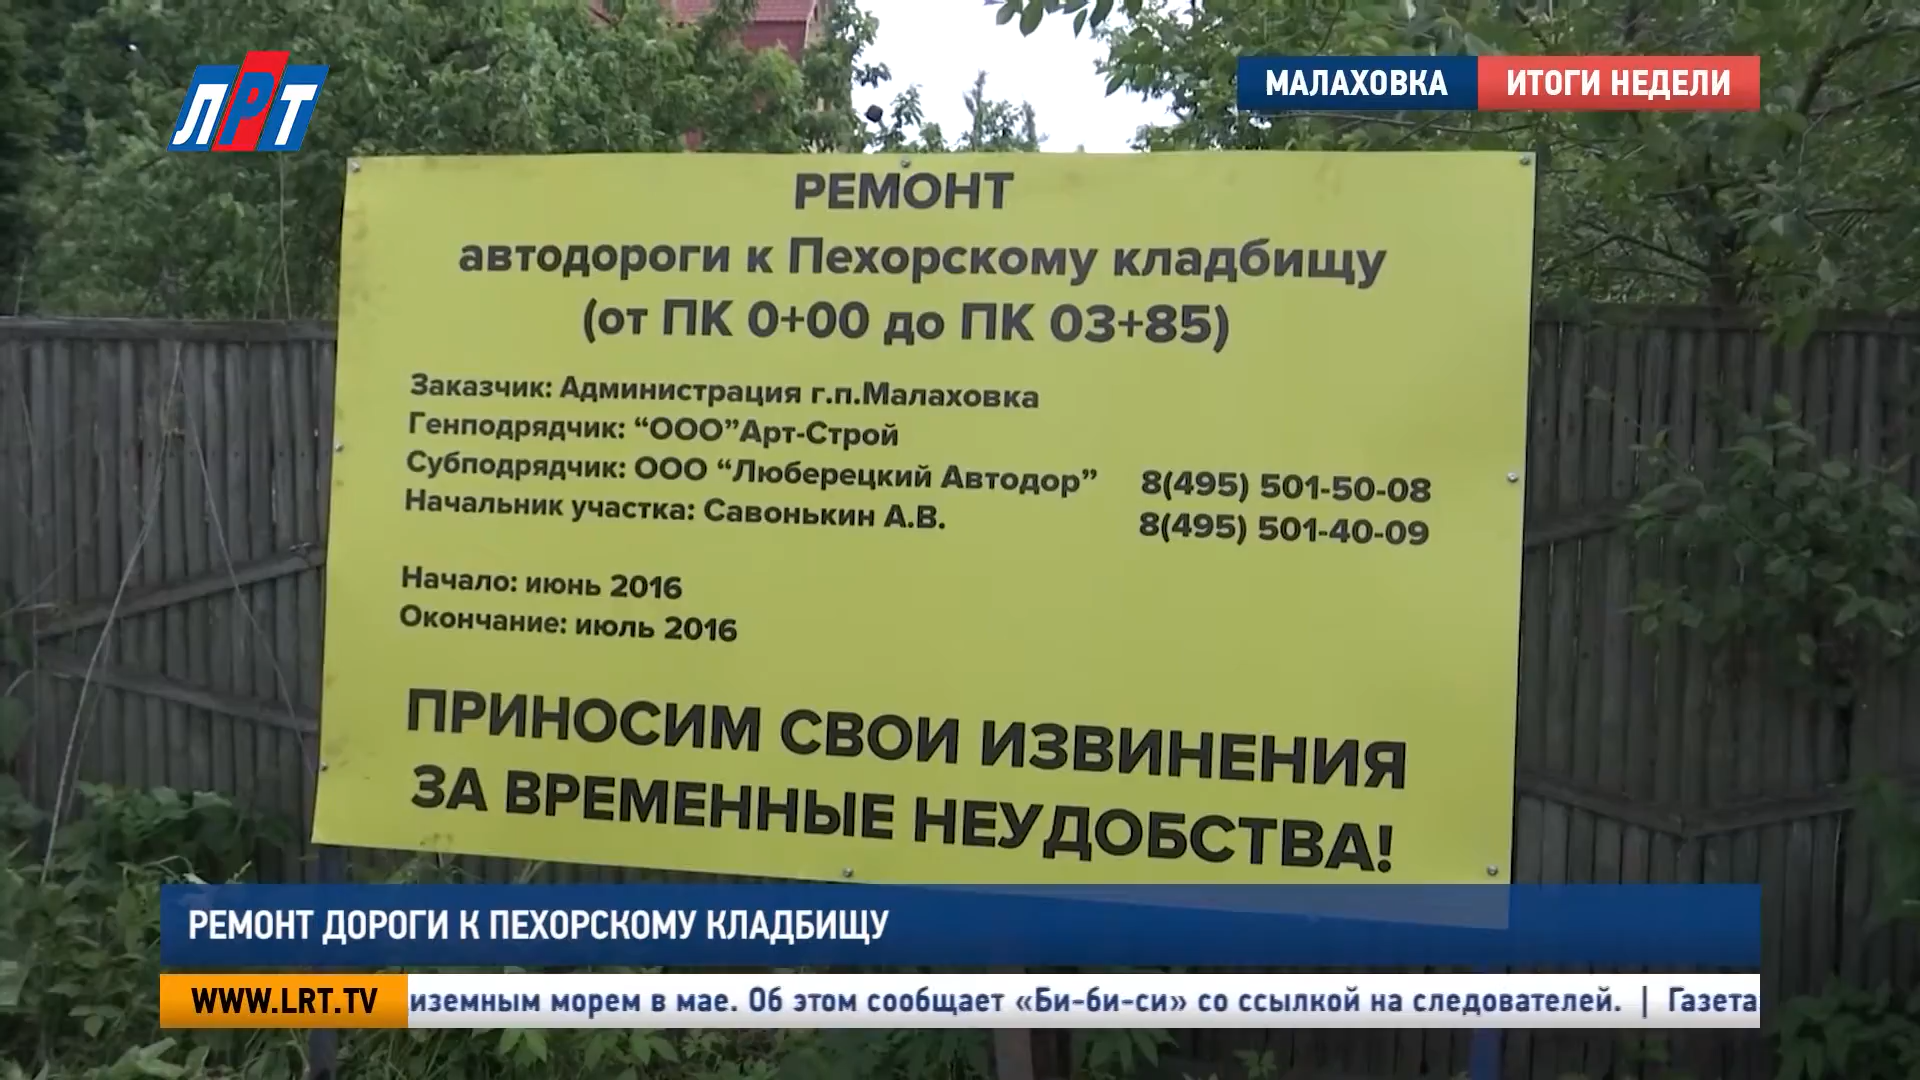 ЛРТ
МАЛАХОВКА ИТОГИ НЕДЕЛИ
РЕМОНТ
автодороги к Пехорскому кладбищу
(от ПК 0+00 до ПК 03+85)
Заказчик: Администрация г.п.Малаховка
Генподрядчик: “ООО”Арт-Строй
Субподрядчик: ООО “Люберецкий Автодор” 8(495) 501-50-08
Начальник участка: Савонькин А.В. 8(495) 501-40-09
Начало: июнь 2016
Окончание: июль 2016
ПРИНОСИМ СВОИ ИЗВИНЕНИЯ
ЗА ВРЕМЕННЫЕ НЕУДОБСТВА!
РЕМОНТ ДОРОГИ К ПЕХОРСКОМУ КЛАДБИЩУ
WWW.LRT.TV иземным морем в мае. Об этом сообщает «Би-би-си» со ссылкой на следователей. | Газета